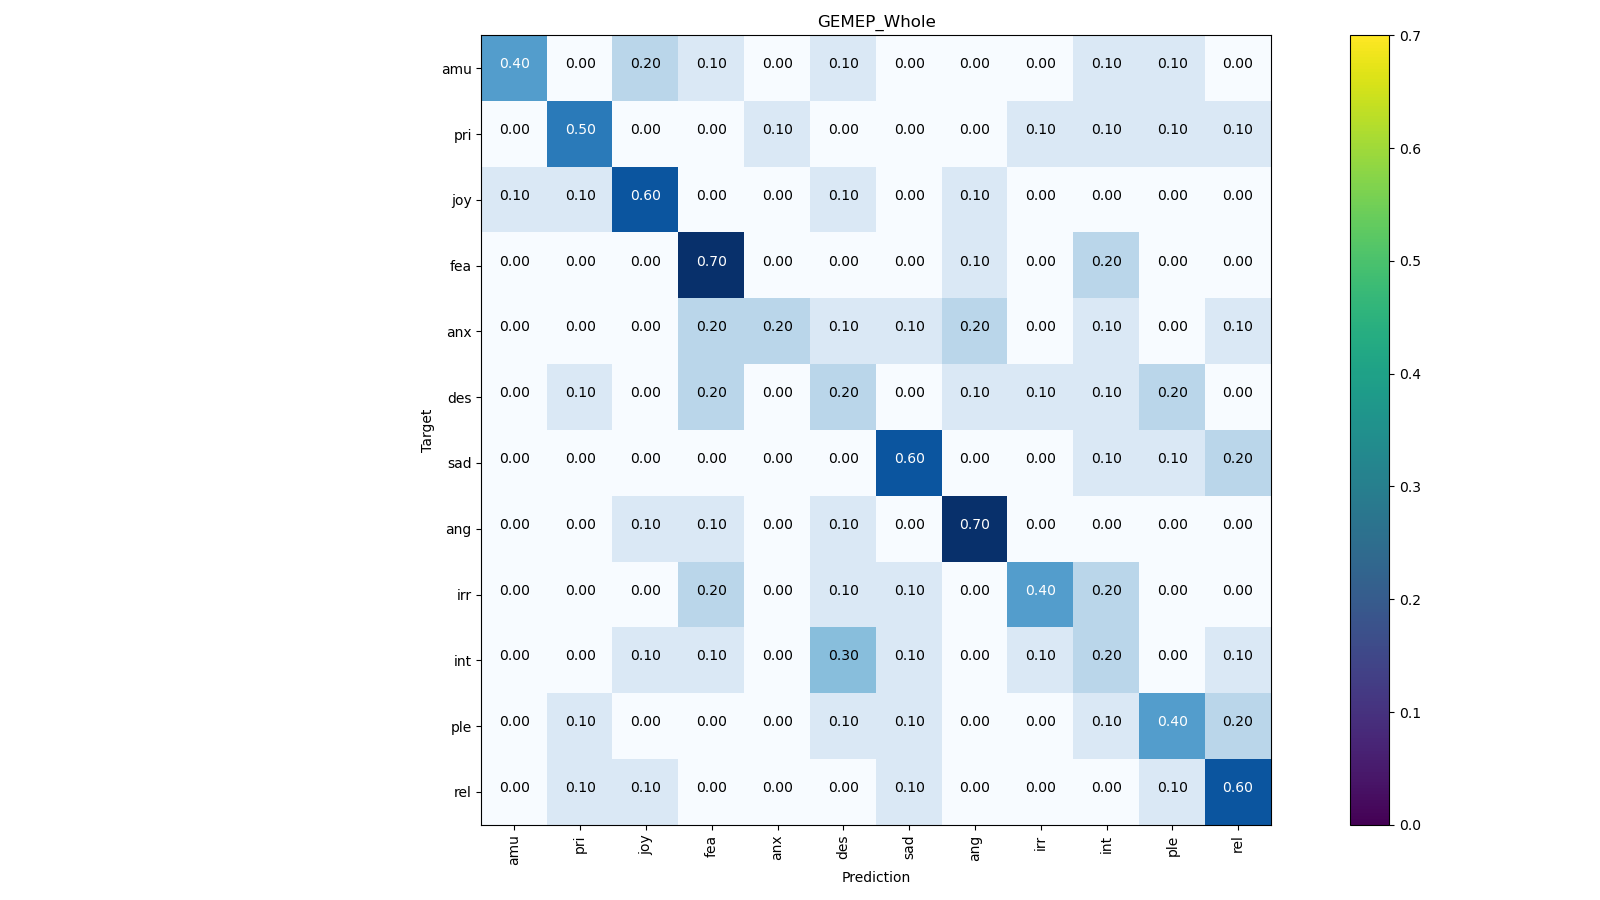 GEMEP_Whole
amu 0.40 0.00 0.20 0.10 0.00 0.10 0.00 0.00 0.00 0.10 0.10 0.00
pri 0.00 0.50 0.00 0.00 0.10 0.00 0.00 0.00 0.10 0.10 0.10 0.10
joy 0.10 0.10 0.60 0.00 0.00 0.10 0.00 0.10 0.00 0.00 0.00 0.00
fea 0.00 0.00 0.00 0.70 0.00 0.00 0.00 0.10 0.00 0.20 0.00 0.00
anx 0.00 0.00 0.00 0.20 0.20 0.10 0.10 0.20 0.00 0.10 0.00 0.10
des 0.00 0.10 0.00 0.20 0.00 0.20 0.00 0.10 0.10 0.10 0.20 0.00
sad 0.00 0.00 0.00 0.00 0.00 0.00 0.60 0.00 0.00 0.10 0.10 0.20
ang 0.00 0.00 0.10 0.10 0.00 0.10 0.00 0.70 0.00 0.00 0.00 0.00
irr 0.00 0.00 0.00 0.20 0.00 0.10 0.10 0.00 0.40 0.20 0.00 0.00
int 0.00 0.00 0.10 0.10 0.00 0.30 0.10 0.00 0.10 0.20 0.00 0.10
ple 0.00 0.10 0.00 0.00 0.00 0.10 0.10 0.00 0.00 0.10 0.40 0.20
rel 0.00 0.10 0.10 0.00 0.00 0.00 0.10 0.00 0.00 0.00 0.10 0.60
amu pri joy fea anx des sad ang irr int ple rel
Prediction
Target
0.7
0.6
0.5
0.4
0.3
0.2
0.1
0.0